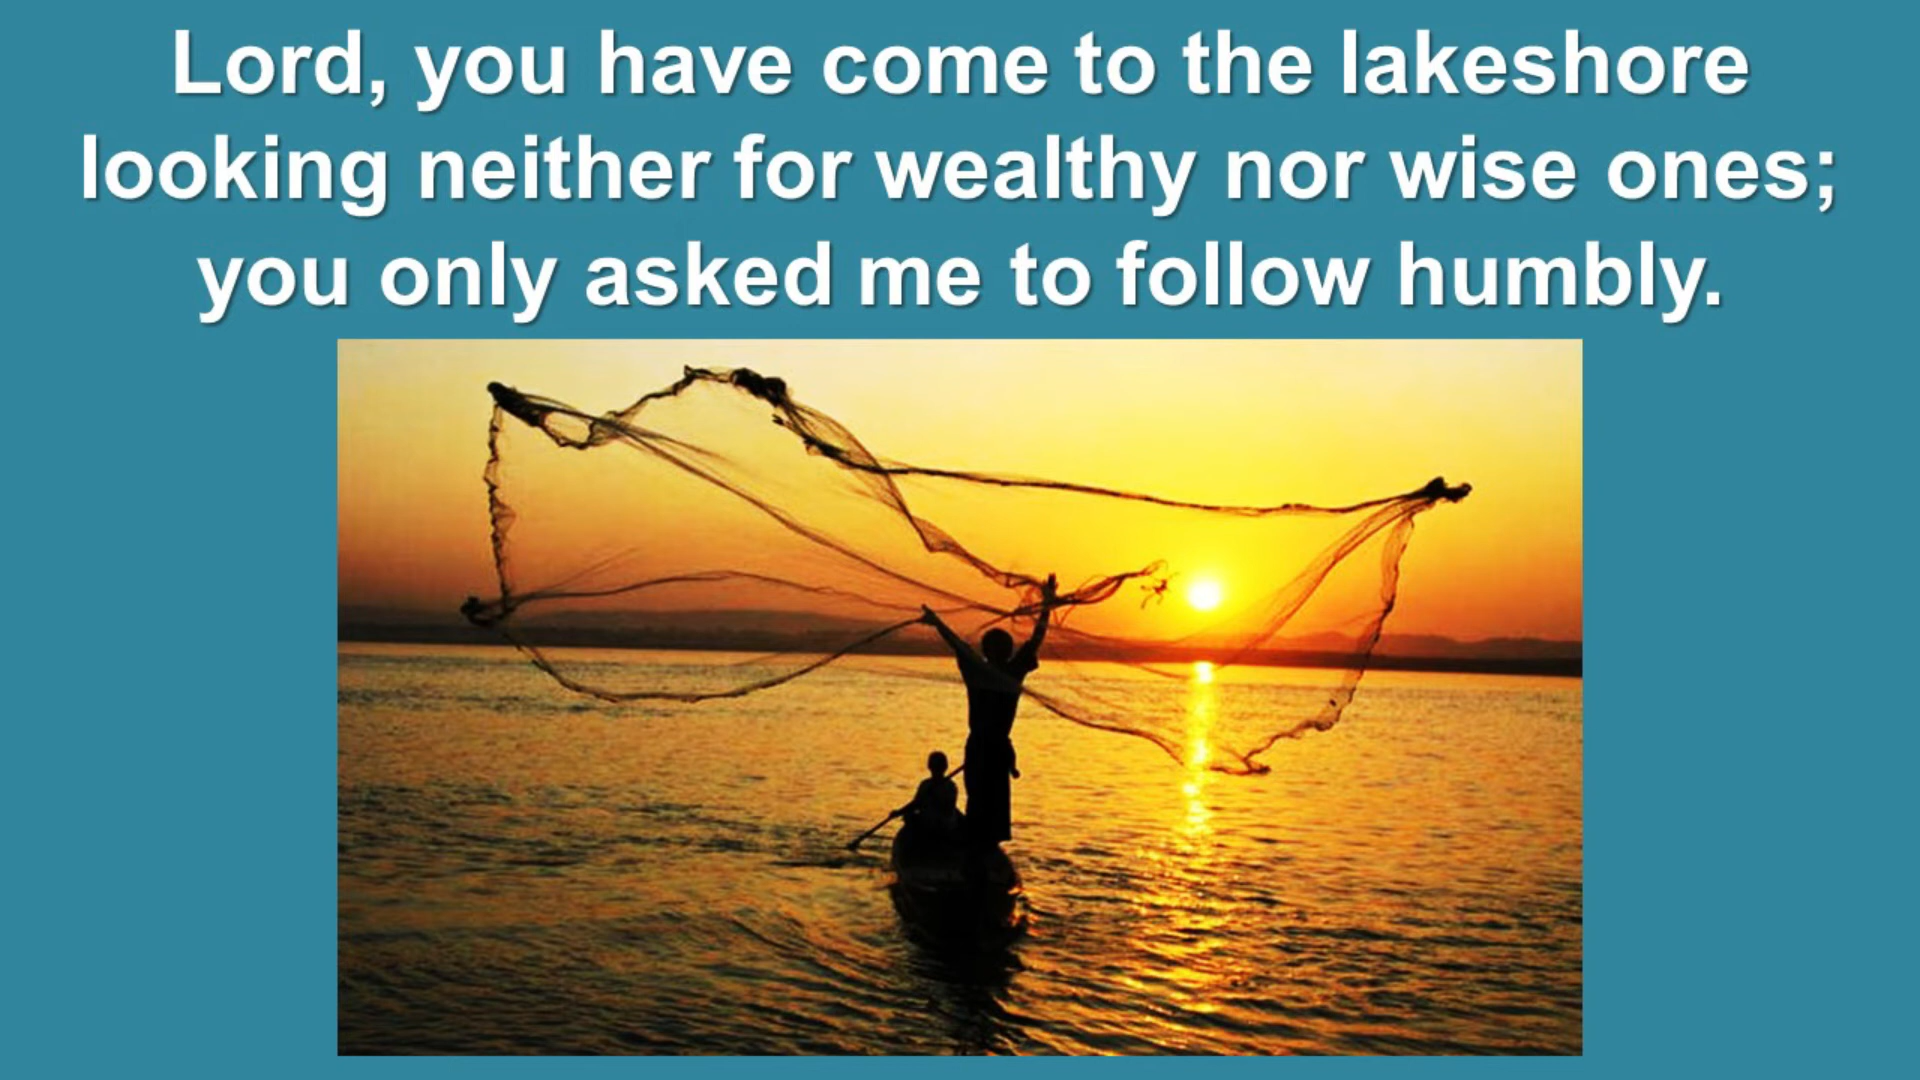 Lord, you have come to the lakeshore
looking neither for wealthy nor wise ones;
you only asked me to follow humbly.